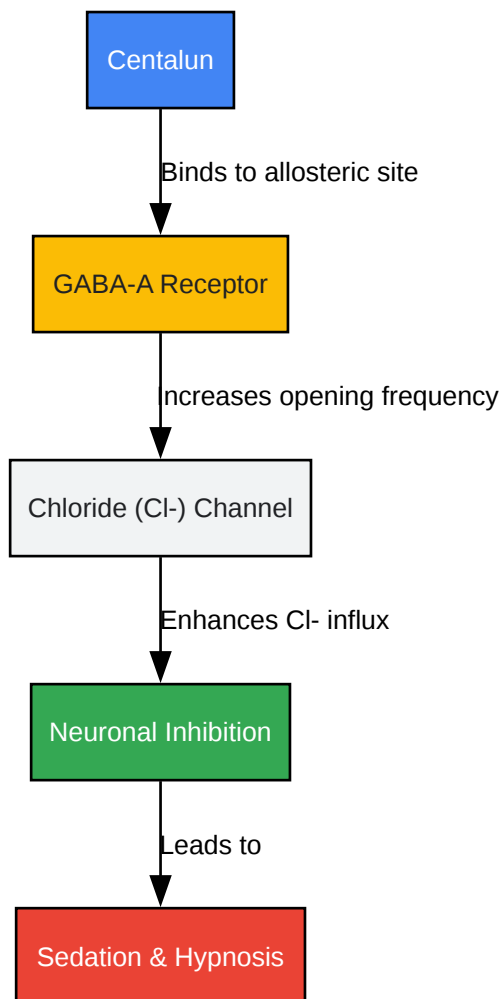 Centalun
Binds to allosteric site
GABA-A Receptor
Increases opening frequency
Chloride (Cl-) Channel
Enhances Cl- influx
Neuronal Inhibition
Leads to
Sedation & Hypnosis